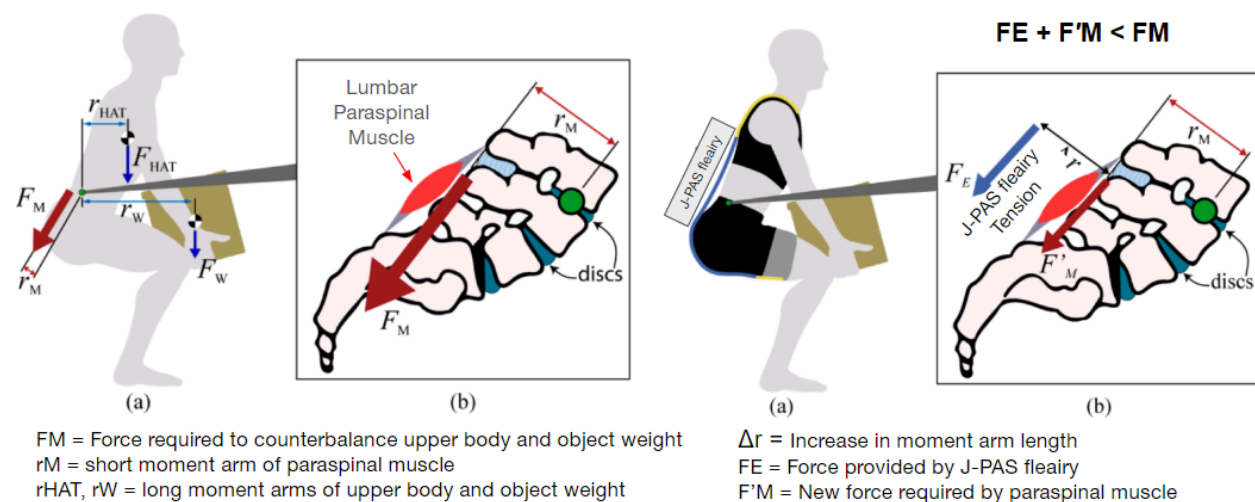 FE + F'M < FM
rHAT
FHAT
FM
rW
FW
rM
Lumbar
Paraspinal
Muscle
rM
FM
discs
(a)
(b)
J-PAS fleairy
FE
Δr
J-PAS fleairy
Tension
rM
F'M
discs
(a)
(b)
FM = Force required to counterbalance upper body and object weight
rM = short moment arm of paraspinal muscle
rHAT, rW = long moment arms of upper body and object weight
Δr = Increase in moment arm length
FE = Force provided by J-PAS fleairy
F'M = New force required by paraspinal muscle